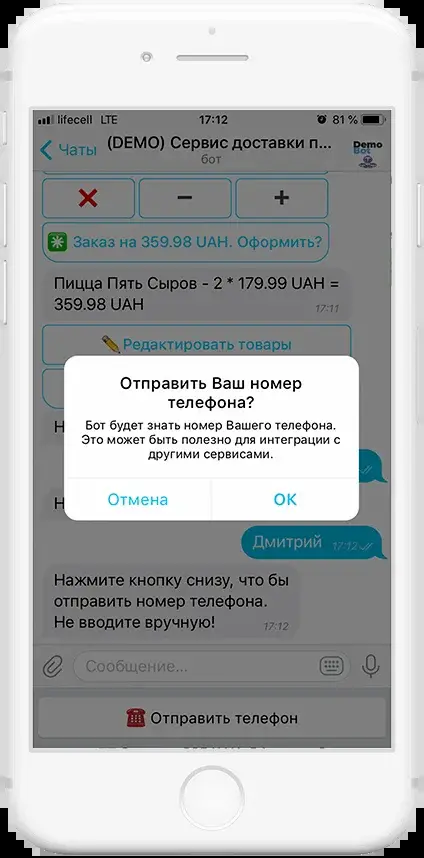 lifecell LTE 17:12 81 %
Чаты (DEMO) Сервис доставки п...
бот
Demo
Bot
Заказ на 359.98 UAH. Оформить?
Пицца Пять Сыров - 2 * 179.99 UAH =
359.98 UAH
17:11
Редактировать товары
Отправить Ваш номер
телефона?
Бот будет знать номер Вашего телефона.
Это может быть полезно для интеграции с
другими сервисами.
Отмена OK
Н
Н
Дмитрий 17:12
Нажмите кнопку снизу, что бы
отправить номер телефона.
Не вводите вручную!
17:12
Сообщение...
Отправить телефон